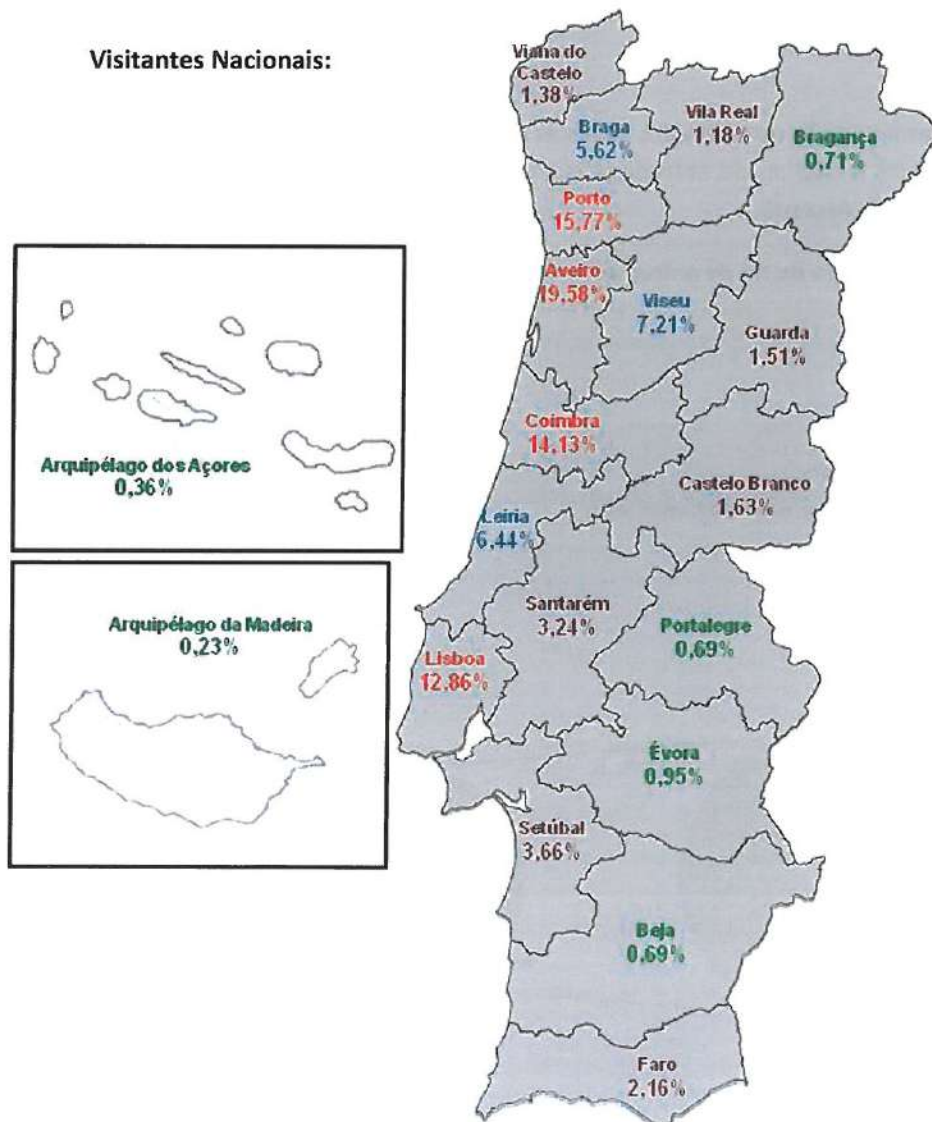 Visitantes Nacionais:
Viana do
Castelo
1,38%
Braga
5,62%
Vila Real
1,18%
Bragança
0,71%
Porto
15,77%
Aveiro
19,58%
Viseu
7,21%
Guarda
1,51%
Coimbra
14,13%
Castelo Branco
1,63%
Leiria
6,44%
Arquipélago dos Açores
0,36%
Santarém
3,24%
Portalegre
0,69%
Arquipélago da Madeira
0,23%
Lisboa
12,86%
Évora
0,95%
Setúbal
3,66%
Beja
0,69%
Faro
2,16%